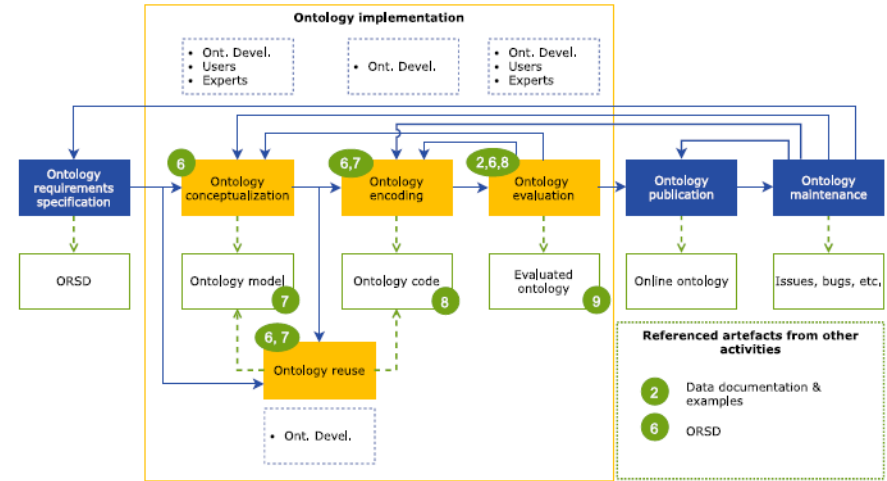 Ontology implementation
• Ont. Devel.
• Users
• Experts
• Ont. Devel.
• Ont. Devel.
• Users
• Experts
6
6,7
2,6,8
Ontology
requirements
specification
Ontology
conceptualization
Ontology
encoding
Ontology
evaluation
Ontology
publication
Ontology
maintenance
ORSD
Ontology model
7
Ontology code
8
Evaluated
ontology
9
Online ontology
Issues, bugs, etc,
6, 7
Ontology reuse
• Ont. Devel.
Referenced artefacts from other
activities
2
Data documentation &
examples
6
ORSD